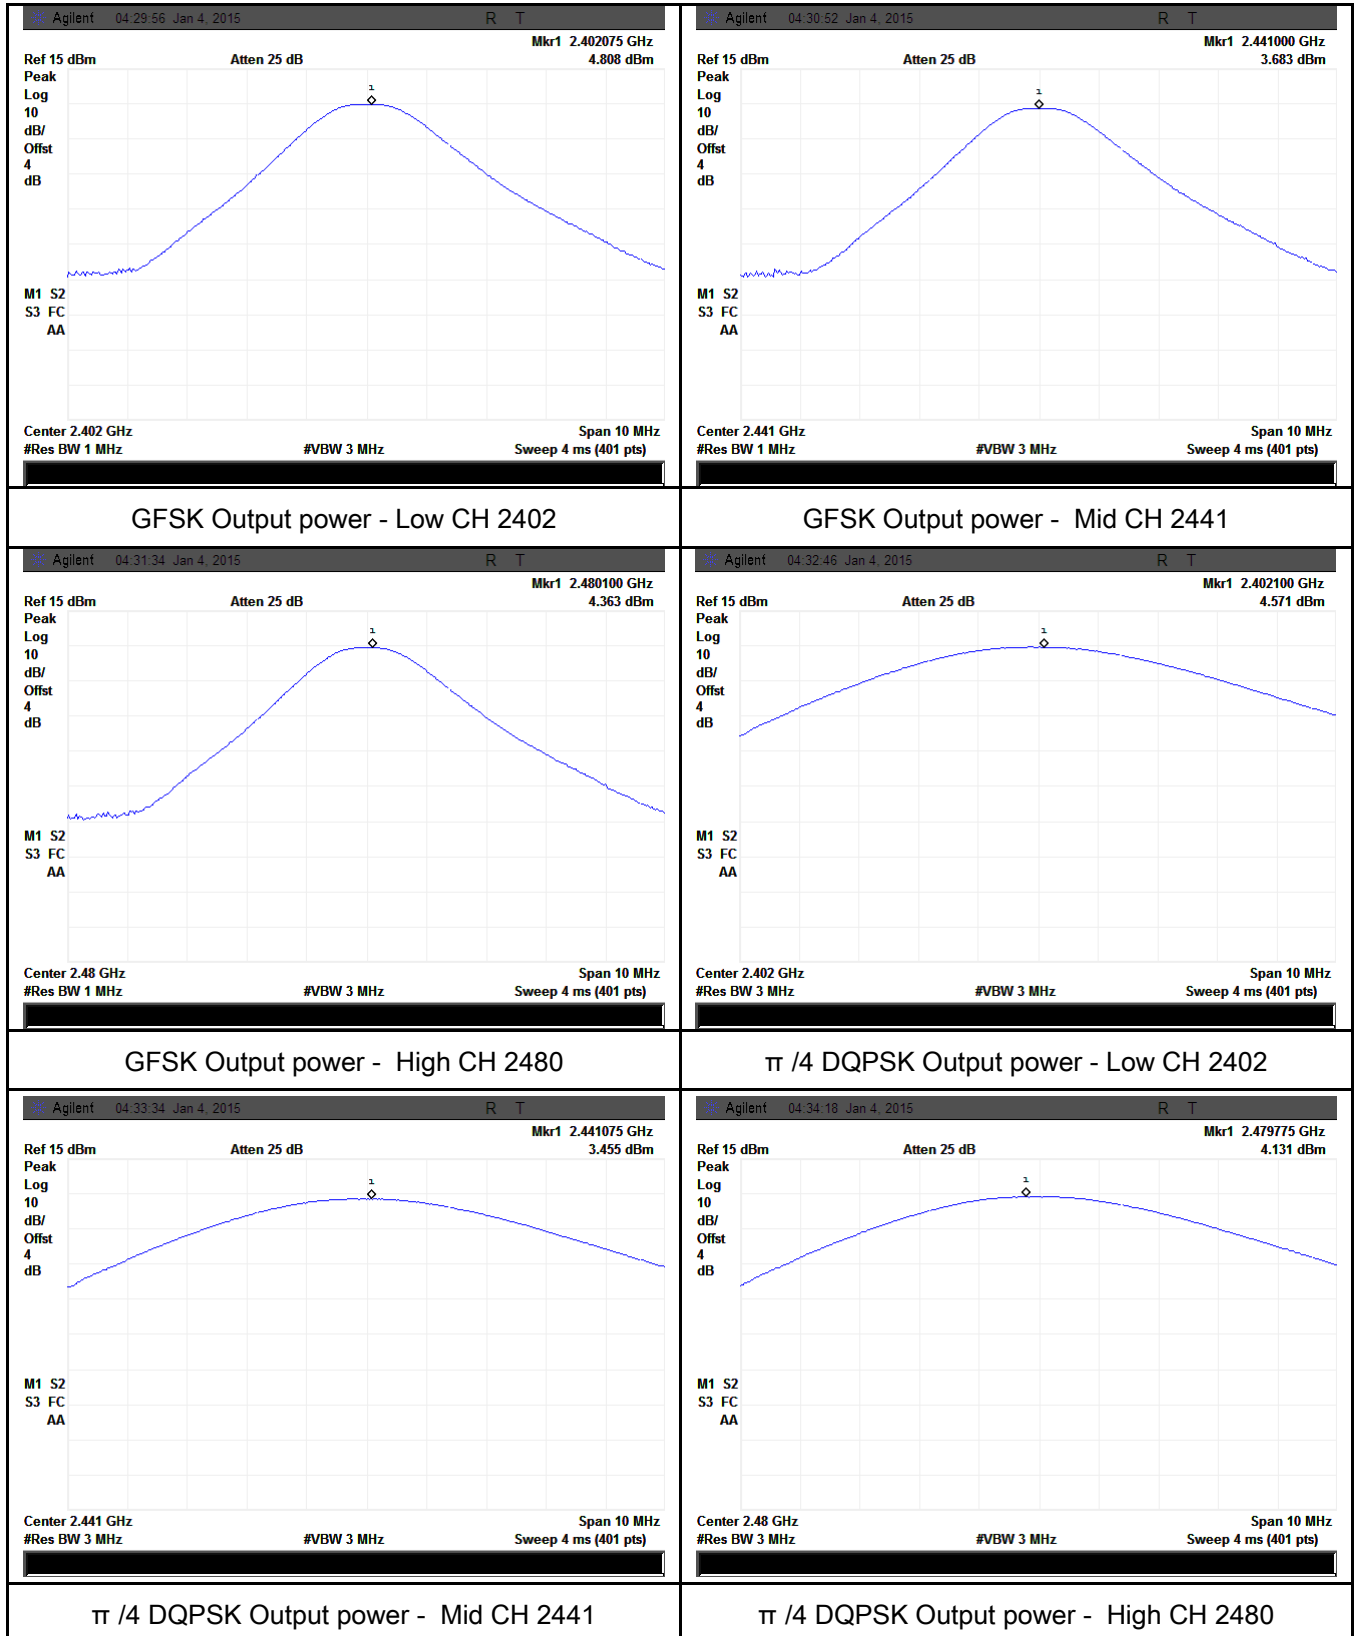 Agilent 04:29:56 Jan 4, 2015 R T
Mkr1 2.402075 GHz
Ref 15 dBm Atten 25 dB 4.808 dBm
Peak
Log
10
dB/
Offst
4
dB
1
M1 S2
S3 FC
AA
Center 2.402 GHz Span 10 MHz
#Res BW 1 MHz #VBW 3 MHz Sweep 4 ms (401 pts)
GFSK Output power - Low CH 2402
Agilent 04:30:52 Jan 4, 2015 R T
Mkr1 2.441000 GHz
Ref 15 dBm Atten 25 dB 3.683 dBm
Peak
Log
10
dB/
Offst
4
dB
1
M1 S2
S3 FC
AA
Center 2.441 GHz Span 10 MHz
#Res BW 1 MHz #VBW 3 MHz Sweep 4 ms (401 pts)
GFSK Output power - Mid CH 2441
Agilent 04:31:34 Jan 4, 2015 R T
Mkr1 2.480100 GHz
Ref 15 dBm Atten 25 dB 4.363 dBm
Peak
Log
10
dB/
Offst
4
dB
1
M1 S2
S3 FC
AA
Center 2.48 GHz Span 10 MHz
#Res BW 1 MHz #VBW 3 MHz Sweep 4 ms (401 pts)
GFSK Output power - High CH 2480
Agilent 04:32:46 Jan 4, 2015 R T
Mkr1 2.402100 GHz
Ref 15 dBm Atten 25 dB 4.571 dBm
Peak
Log
10
dB/
Offst
4
dB
1
M1 S2
S3 FC
AA
Center 2.402 GHz Span 10 MHz
#Res BW 3 MHz #VBW 3 MHz Sweep 4 ms (401 pts)
π /4 DQPSK Output power - Low CH 2402
Agilent 04:33:34 Jan 4, 2015 R T
Mkr1 2.441075 GHz
Ref 15 dBm Atten 25 dB 3.455 dBm
Peak
Log
10
dB/
Offst
4
dB
1
M1 S2
S3 FC
AA
Center 2.441 GHz Span 10 MHz
#Res BW 3 MHz #VBW 3 MHz Sweep 4 ms (401 pts)
π /4 DQPSK Output power - Mid CH 2441
Agilent 04:34:18 Jan 4, 2015 R T
Mkr1 2.479775 GHz
Ref 15 dBm Atten 25 dB 4.131 dBm
Peak
Log
10
dB/
Offst
4
dB
1
M1 S2
S3 FC
AA
Center 2.48 GHz Span 10 MHz
#Res BW 3 MHz #VBW 3 MHz Sweep 4 ms (401 pts)
π /4 DQPSK Output power - High CH 2480